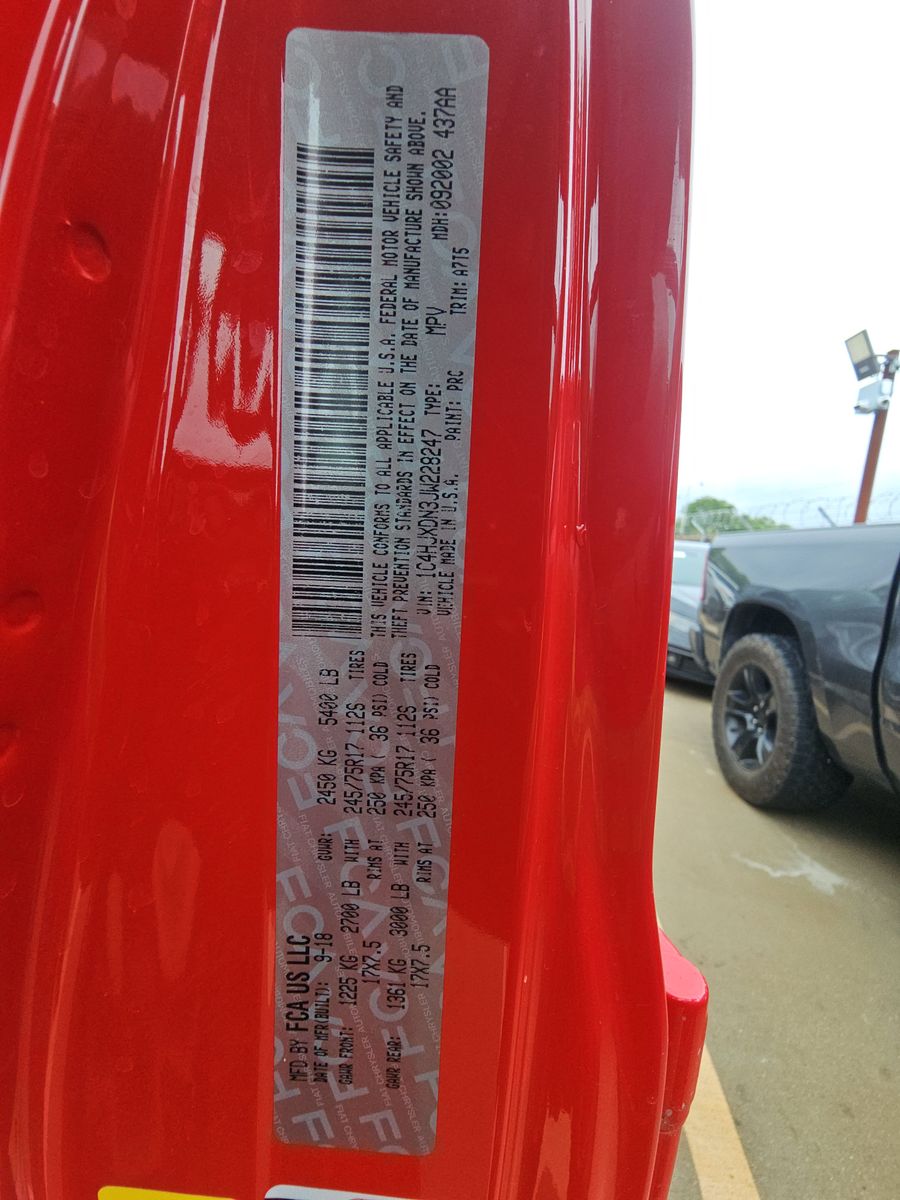 MFD BY FCA US LLC
DATE OF MFR(BUILT): 9-18 GVWR: 2450 KG 5400 LB
GAWR FRONT: 1225 KG 2700 LB WITH 245/75R17 112S TIRES
17X7.5 RIMS AT 250 KPA ( 36 PSI) COLD
GAWR REAR: 1361 KG 3000 LB WITH 245/75R17 112S TIRES
17X7.5 RIMS AT 250 KPA ( 36 PSI) COLD
THIS VEHICLE CONFORMS TO ALL APPLICABLE U.S.A. FEDERAL MOTOR VEHICLE SAFETY AND
THEFT PREVENTION STANDARDS IN EFFECT ON THE DATE OF MANUFACTURE SHOWN ABOVE.
VIN: 1C4HJXDN3JW228247 TYPE: MPV MDH:092002 437AA
VEHICLE MADE IN U.S.A. PAINT: PRC TRIM: A7T5